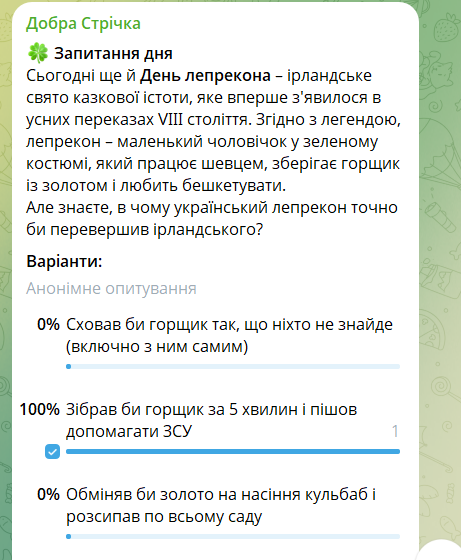 Добра Стрічка
🍀 Запитання дня
Сьогодні ще й День лепрекона – ірландське
свято казкової істоти, яке вперше з'явилося в
усних переказах VIII століття. Згідно з легендою,
лепрекон – маленький чоловічок у зеленому
костюмі, який працює шевцем, зберігає горщик
із золотом і любить бешкетувати.
Але знаєте, в чому український лепрекон точно
би перевершив ірландського?
Варіанти:
Анонімне опитування
0% Сховав би горщик так, що ніхто не знайде
(включно з ним самим)
100% Зібрав би горщик за 5 хвилин і пішов
допомагати ЗСУ 1
0% Обміняв би золото на насіння кульбаб і
розсипав по всьому саду